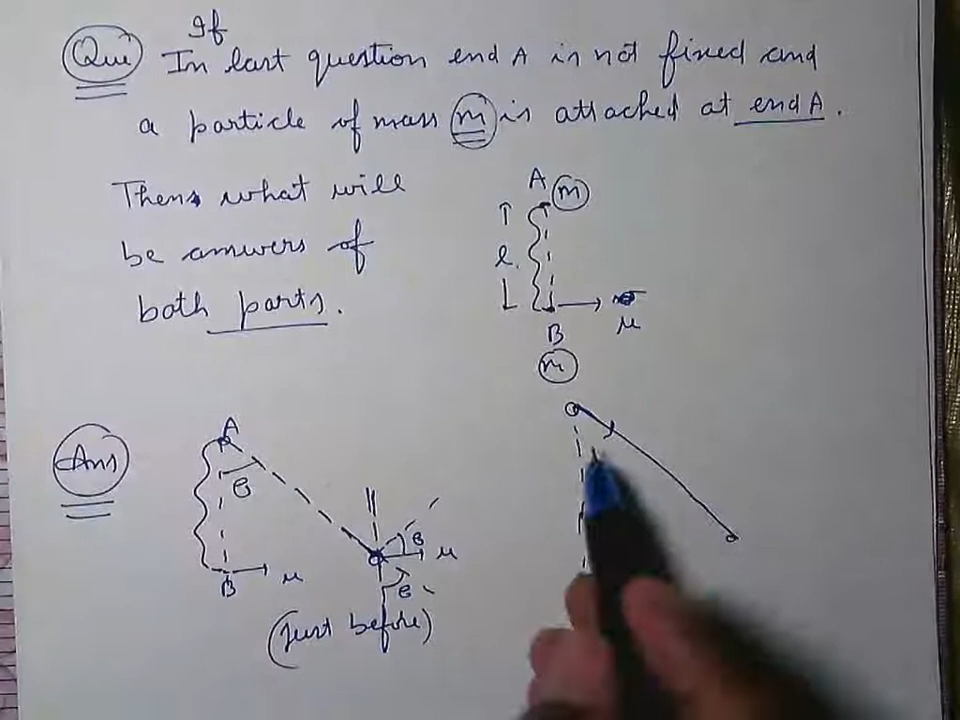 If
Que In last question end A is not fixed and
a particle of mass m is attached at end A.
Then what will
be answers of
both parts.
A m
l
B u
m
Ans
A
θ
B u
θ u
θ
(just before)